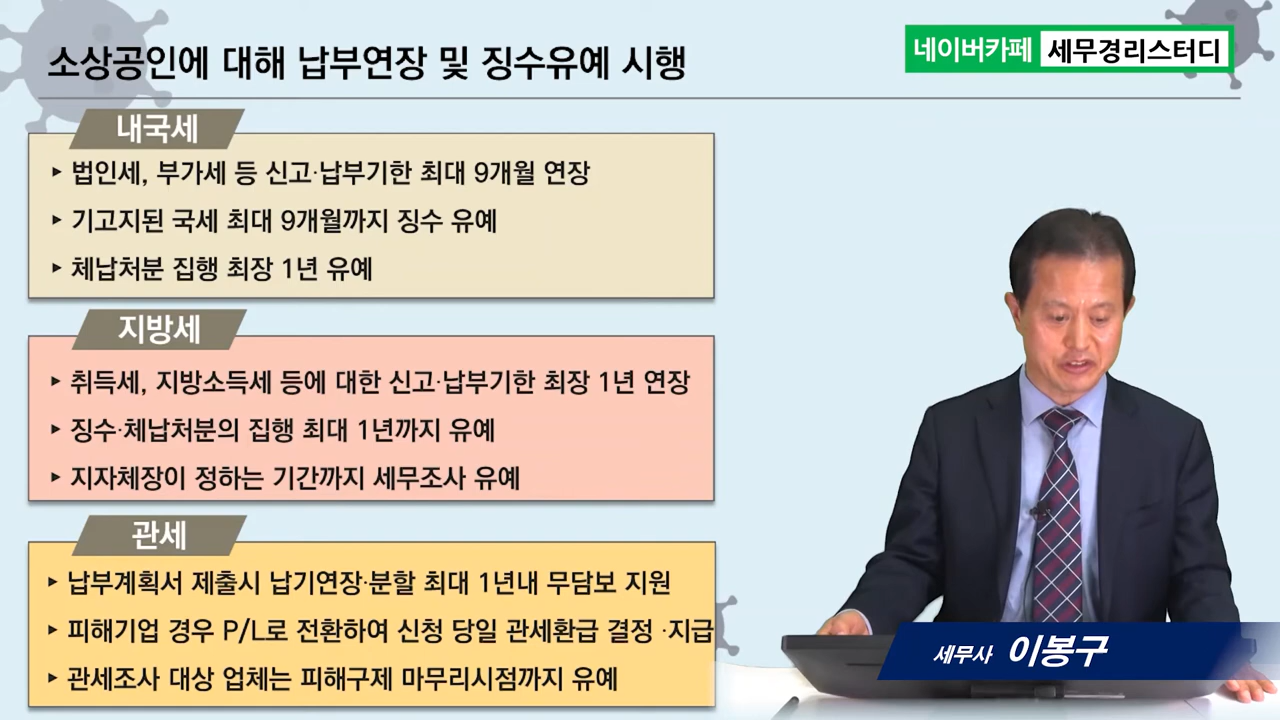 소상공인에 대해 납부연장 및 징수유예 시행
네이버카페 세무경리스터디
내국세
▸ 법인세, 부가세 등 신고·납부기한 최대 9개월 연장
▸ 기고지된 국세 최대 9개월까지 징수 유예
▸ 체납처분 집행 최장 1년 유예
지방세
▸ 취득세, 지방소득세 등에 대한 신고·납부기한 최장 1년 연장
▸ 징수·체납처분의 집행 최대 1년까지 유예
▸ 지자체장이 정하는 기간까지 세무조사 유예
관세
▸ 납부계획서 제출시 납기연장·분할 최대 1년내 무담보 지원
▸ 피해기업 경우 P/L로 전환하여 신청 당일 관세환급 결정 ·지급
▸ 관세조사 대상 업체는 피해구제 마무리시점까지 유예
세무사 이봉구